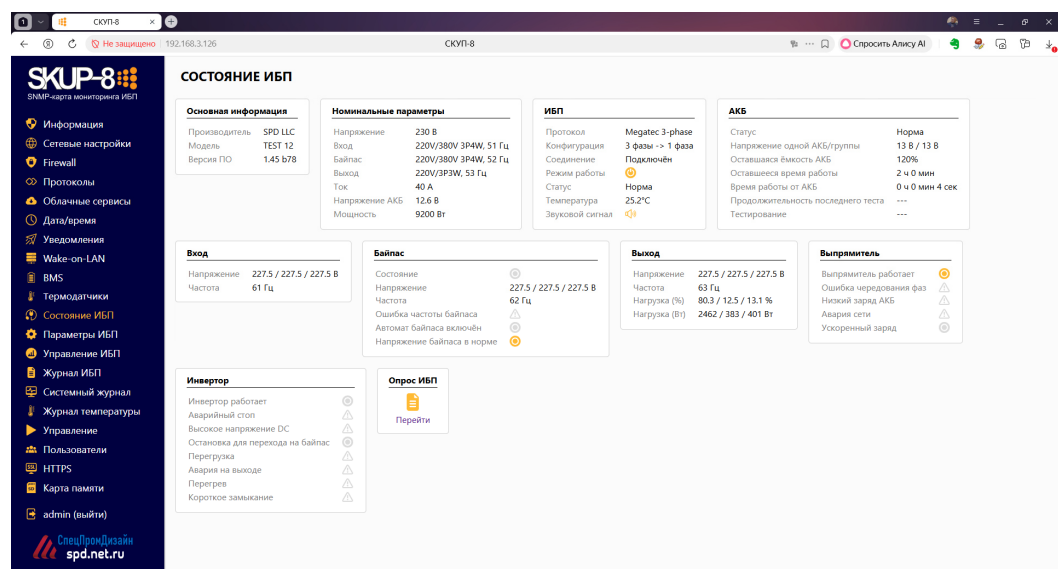 1
СКУП-8
Не защищено
192.168.3.126
СКУП-8
Спросить Алису AI
SKUP-8
SNMP-карта мониторинга ИБП
Информация
Сетевые настройки
Firewall
Протоколы
Облачные сервисы
Дата/время
Уведомления
Wake-on-LAN
BMS
Термодатчики
Состояние ИБП
Параметры ИБП
Управление ИБП
Журнал ИБП
Системный журнал
Журнал температуры
Управление
Пользователи
HTTPS
Карта памяти
admin (выйти)
СпецПромДизайн
spd.net.ru
СОСТОЯНИЕ ИБП
Основная информация
Производитель SPD LLC
Модель TEST 12
Версия ПО 1.45 b78
Номинальные параметры
Напряжение 230 В
Вход 220V/380V 3P4W, 51 Гц
Байпас 220V/380V 3P4W, 52 Гц
Выход 220V/3P3W, 53 Гц
Ток 40 А
Напряжение АКБ 12.6 В
Мощность 9200 Вт
ИБП
Протокол Megatec 3-phase
Конфигурация 3 фазы -> 1 фаза
Соединение Подключён
Режим работы
Статус Норма
Температура 25.2°C
Звуковой сигнал
АКБ
Статус Норма
Напряжение одной АКБ/группы 13 В / 13 В
Оставшаяся ёмкость АКБ 120%
Оставшееся время работы 2 ч 0 мин
Время работы от АКБ 0 ч 0 мин 4 сек
Продолжительность последнего теста ---
Тестирование ---
Вход
Напряжение 227.5 / 227.5 / 227.5 В
Частота 61 Гц
Байпас
Состояние
Напряжение 227.5 / 227.5 / 227.5 В
Частота 62 Гц
Ошибка частоты байпаса
Автомат байпаса включён
Напряжение байпаса в норме
Выход
Напряжение 227.5 / 227.5 / 227.5 В
Частота 63 Гц
Нагрузка (%) 80.3 / 12.5 / 13.1 %
Нагрузка (Вт) 2462 / 383 / 401 Вт
Выпрямитель
Выпрямитель работает
Ошибка чередования фаз
Низкий заряд АКБ
Авария сети
Ускоренный заряд
Инвертор
Инвертор работает
Аварийный стоп
Высокое напряжение DC
Остановка для перехода на байпас
Перегрузка
Авария на выходе
Перегрев
Короткое замыкание
Опрос ИБП
Перейти